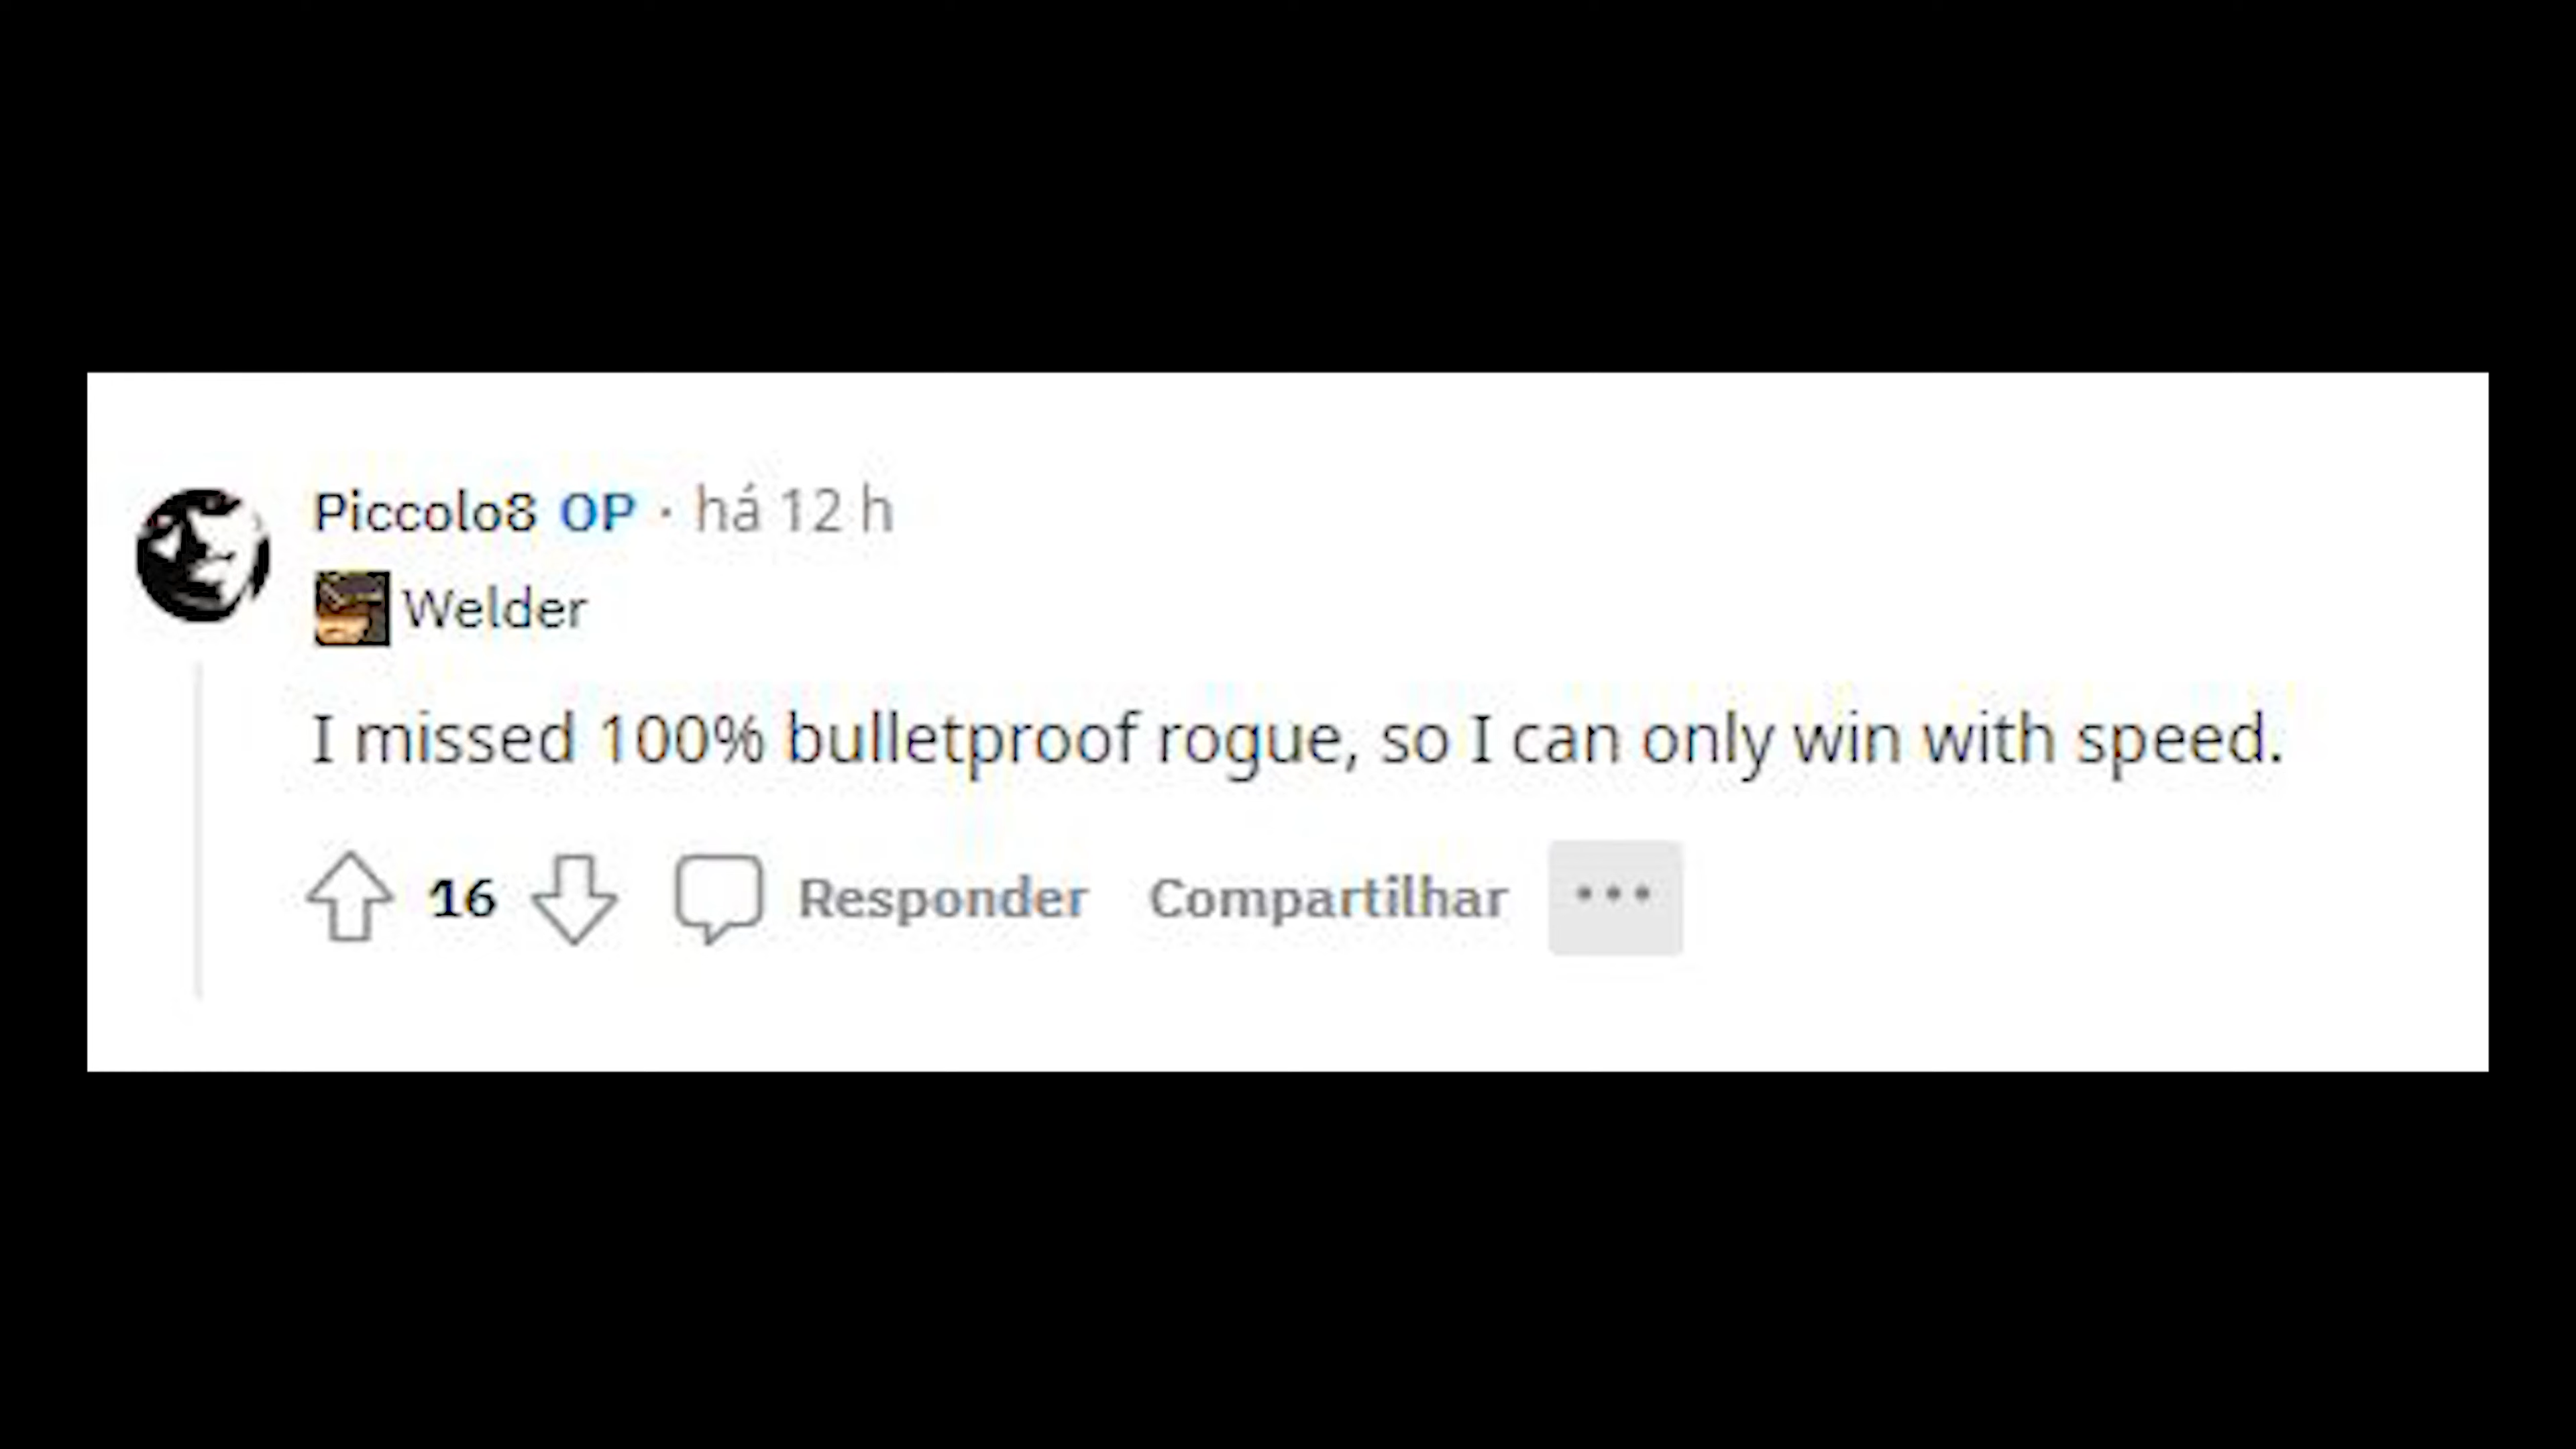 Piccolo8 OP · há 12 h
Welder
I missed 100% bulletproof rogue, so I can only win with speed.
16 Responder Compartilhar ...